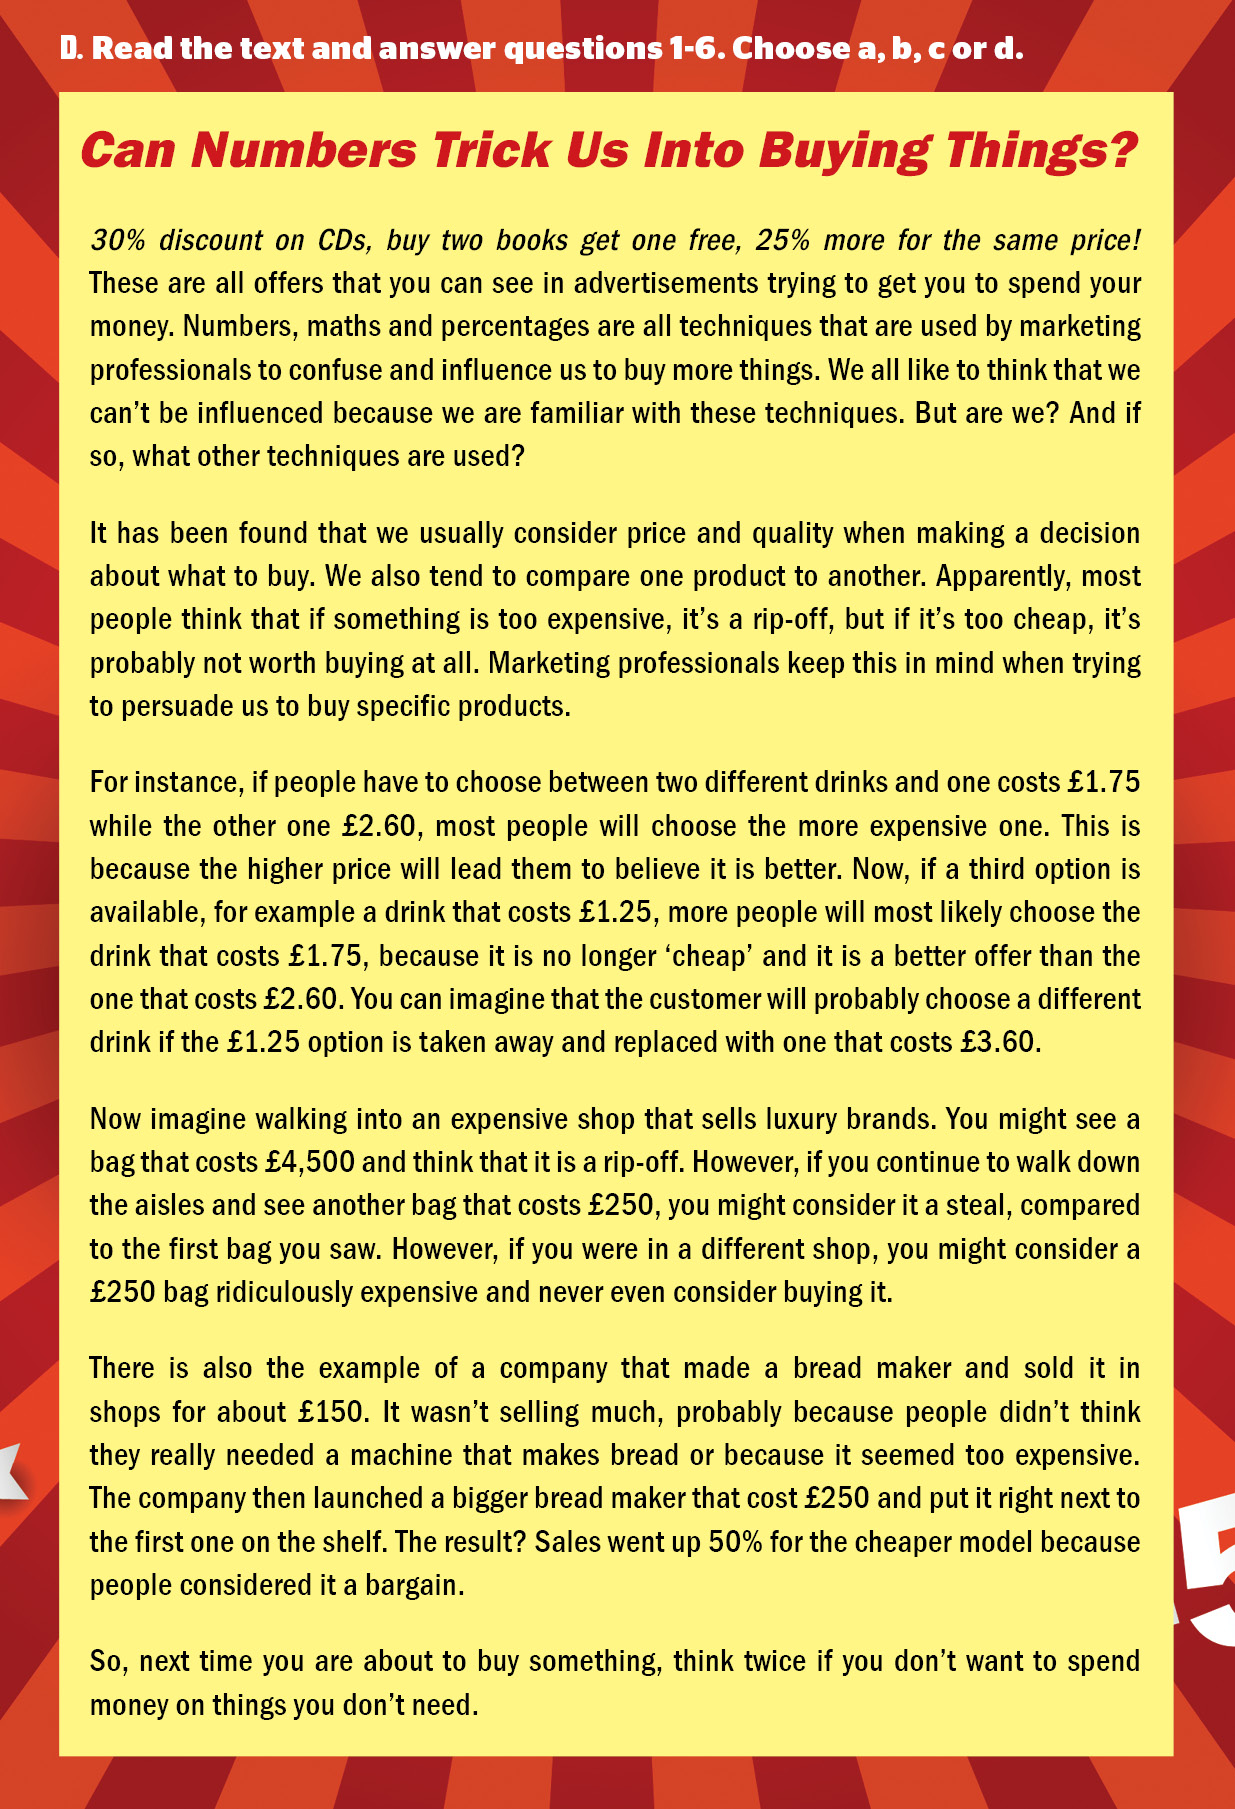 D. Read the text and answer questions 1-6. Choose a, b, c or d.
Can Numbers Trick Us Into Buying Things?
30% discount on CDs, buy two books get one free, 25% more for the same price!
These are all offers that you can see in advertisements trying to get you to spend your
money. Numbers, maths and percentages are all techniques that are used by marketing
professionals to confuse and influence us to buy more things. We all like to think that we
can't be influenced because we are familiar with these techniques. But are we? And if
so, what other techniques are used?
It has been found that we usually consider price and quality when making a decision
about what to buy. We also tend to compare one product to another. Apparently, most
people think that if something is too expensive, it's a rip-off, but if it's too cheap, it's
probably not worth buying at all. Marketing professionals keep this in mind when trying
to persuade us to buy specific products.
For instance, if people have to choose between two different drinks and one costs £1.75
while the other one £2.60, most people will choose the more expensive one. This is
because the higher price will lead them to believe it is better. Now, if a third option is
available, for example a drink that costs £1.25, more people will most likely choose the
drink that costs £1.75, because it is no longer 'cheap' and it is a better offer than the
one that costs £2.60. You can imagine that the customer will probably choose a different
drink if the £1.25 option is taken away and replaced with one that costs £3.60.
Now imagine walking into an expensive shop that sells luxury brands. You might see a
bag that costs £4,500 and think that it is a rip-off. However, if you continue to walk down
the aisles and see another bag that costs £250, you might consider it a steal, compared
to the first bag you saw. However, if you were in a different shop, you might consider a
£250 bag ridiculously expensive and never even consider buying it.
There is also the example of a company that made a bread maker and sold it in
shops for about £150. It wasn't selling much, probably because people didn't think
they really needed a machine that makes bread or because it seemed too expensive.
The company then launched a bigger bread maker that cost £250 and put it right next to
the first one on the shelf. The result? Sales went up 50% for the cheaper model because
people considered it a bargain.
So, next time you are about to buy something, think twice if you don't want to spend
money on things you don't need.
5